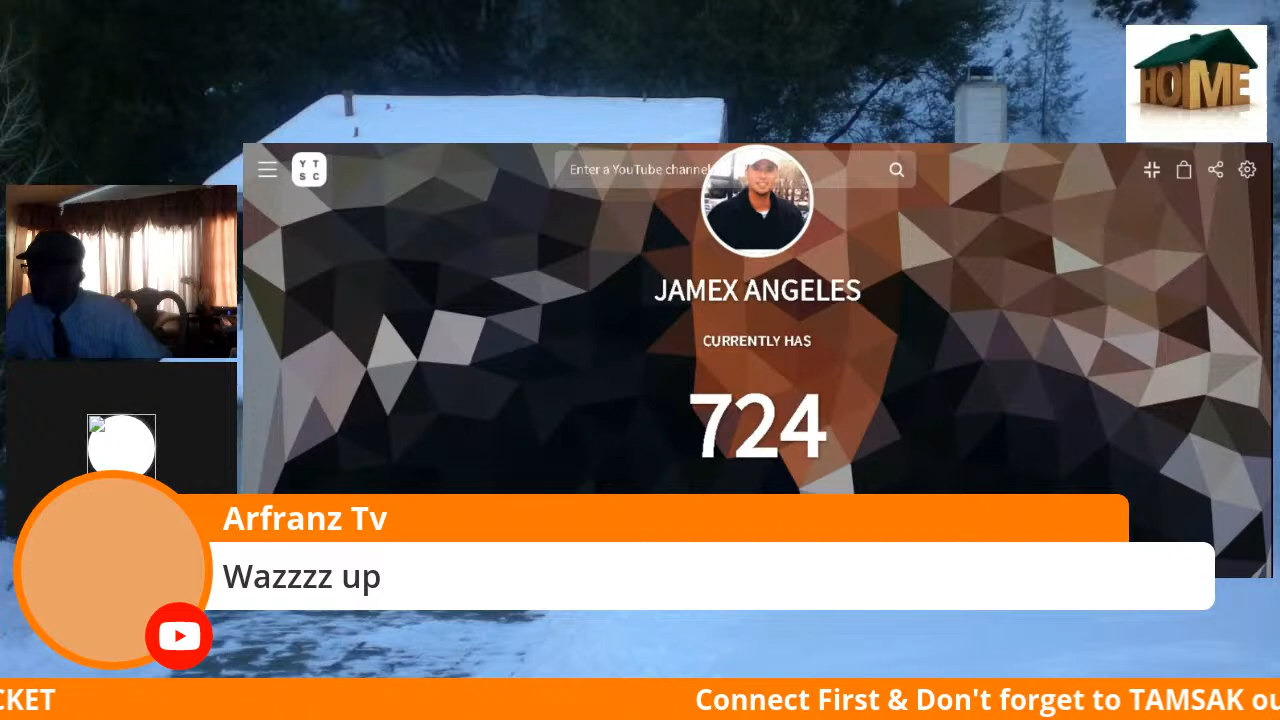 HOME
Y T
S C
Enter a YouTube channel
JAMEX ANGELES
CURRENTLY HAS
724
Arfranz Tv
Wazzzz up
CKET
Connect First & Don't forget to TAMSAK ou